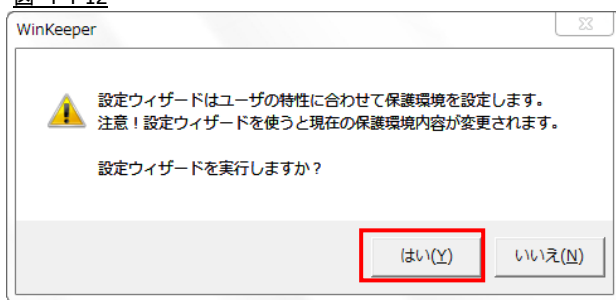 図 4-4-12
WinKeeper
設定ウィザードはユーザの特性に合わせて保護環境を設定します。
注意！設定ウィザードを使うと現在の保護環境内容が変更されます。
設定ウィザードを実行しますか？
はい(Y)
いいえ(N)